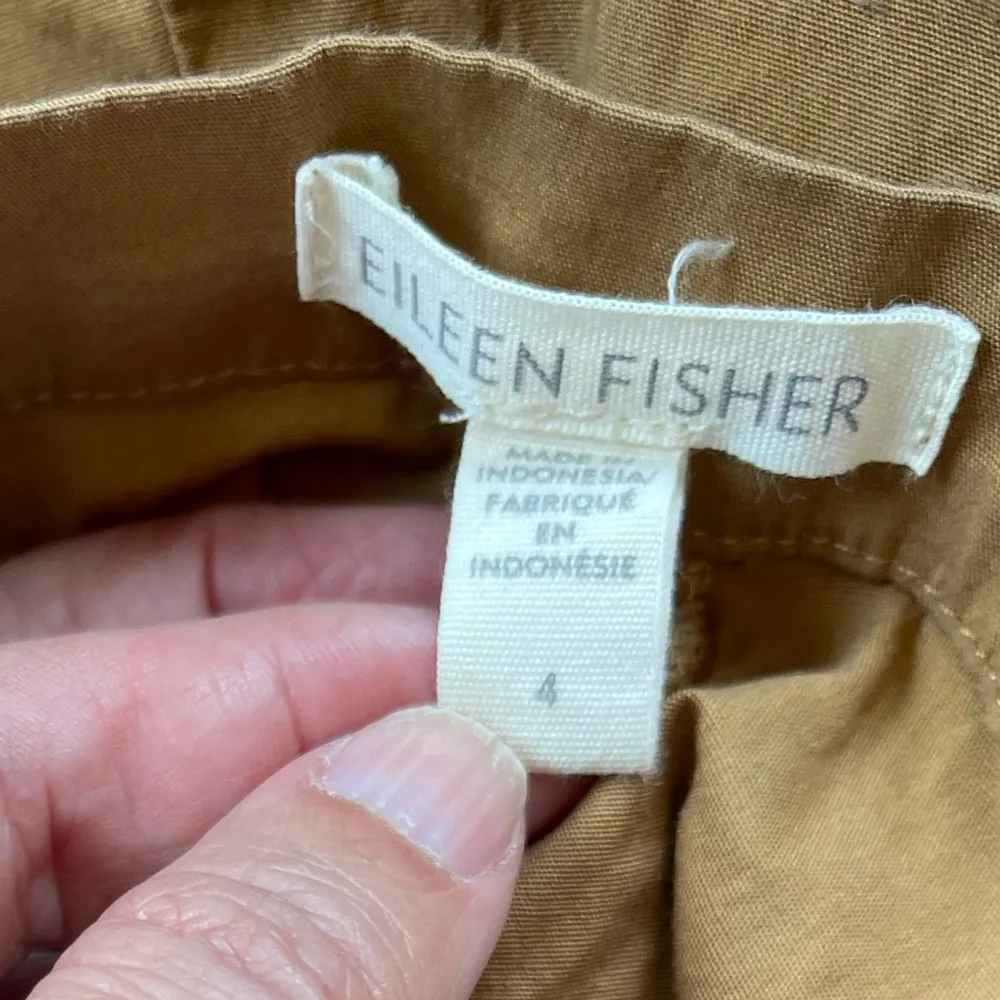 EILEEN FISHER
MADE IN
INDONESIA/
FABRIQUÉ
EN
INDONÉSIE
4